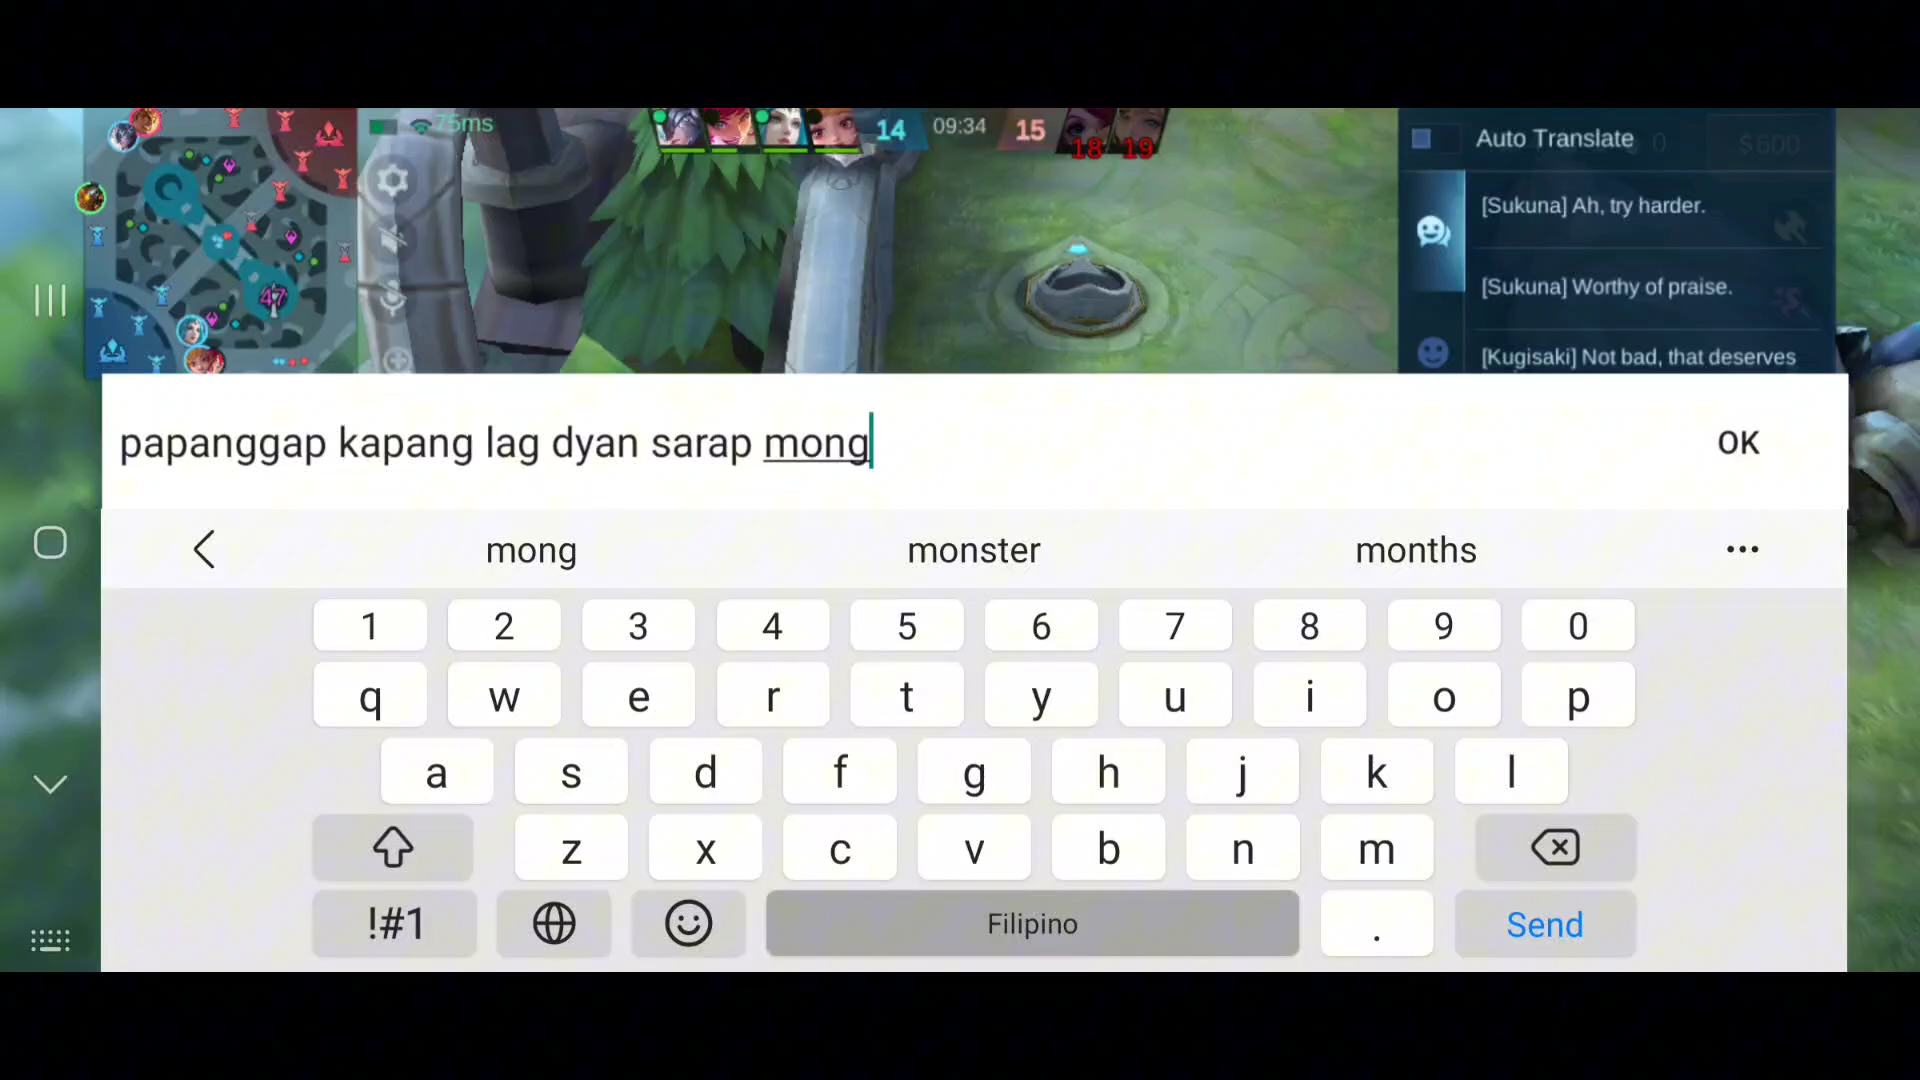 75ms
14
09:34
15
18
19
47
Auto Translate
$600
[Sukuna] Ah, try harder.
[Sukuna] Worthy of praise.
[Kugisaki] Not bad, that deserves
papanggap kapang lag dyan sarap mong
OK
mong
monster
months
1 2 3 4 5 6 7 8 9 0
q w e r t y u i o p
a s d f g h j k l
z x c v b n m
!#1
Filipino
.
Send